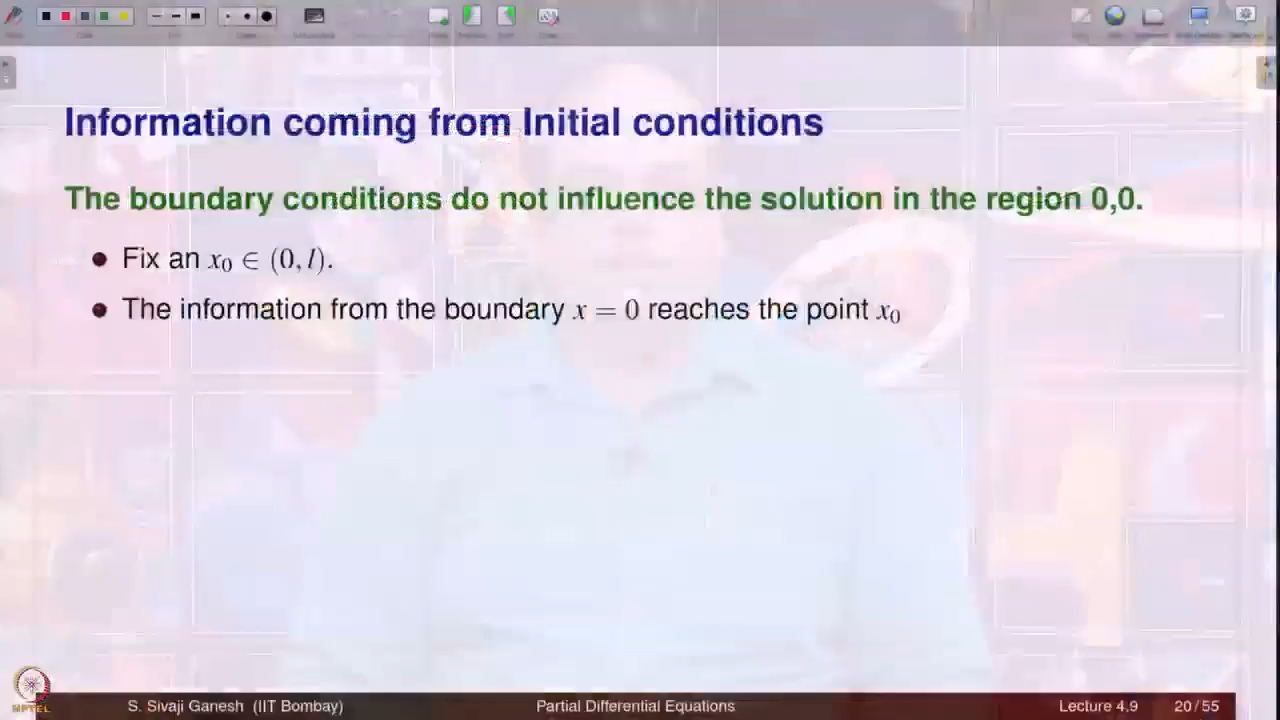 Information coming from Initial conditions
The boundary conditions do not influence the solution in the region 0,0.
Fix an x₀ ∈ (0, l).
The information from the boundary x = 0 reaches the point x₀
NPTEL
S. Sivaji Ganesh (IIT Bombay) Partial Differential Equations Lecture 4.9 20/55